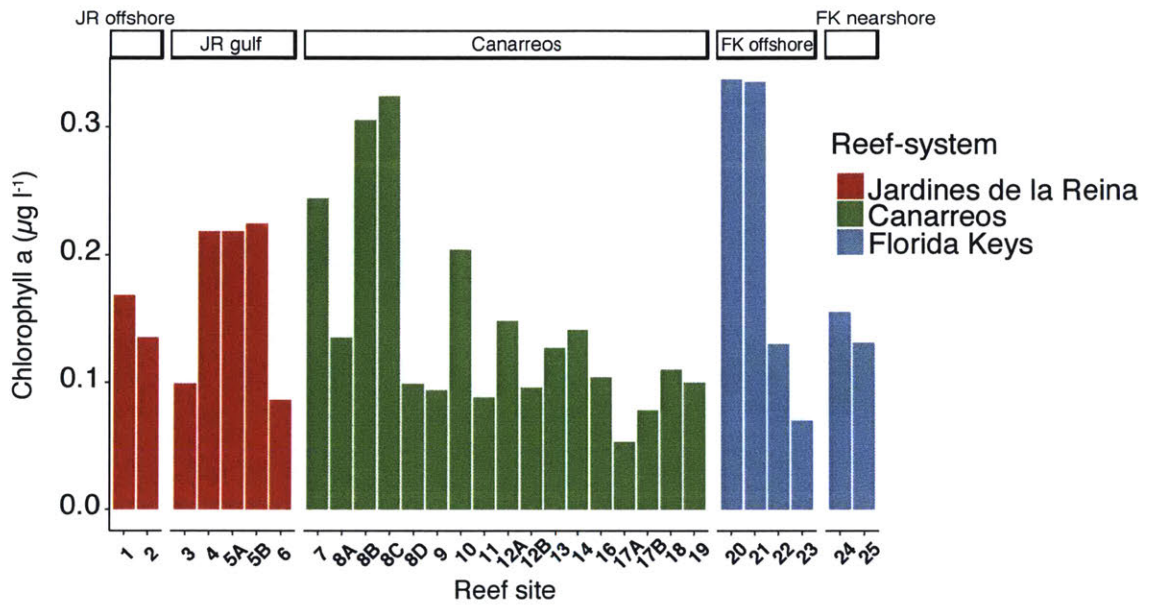 JR offshore
FK nearshore
JR gulf
Canarreos
FK offshore
Chlorophyll a (µg l⁻¹)
0.3
0.2
0.1
0.0
Reef-system
Jardines de la Reina
Canarreos
Florida Keys
1 2 3 4 5A 5B 6 7 8A 8B 8C 8D 9 10 11 12A 12B 13 14 16 17A 17B 18 19 20 21 22 23 24 25
Reef site